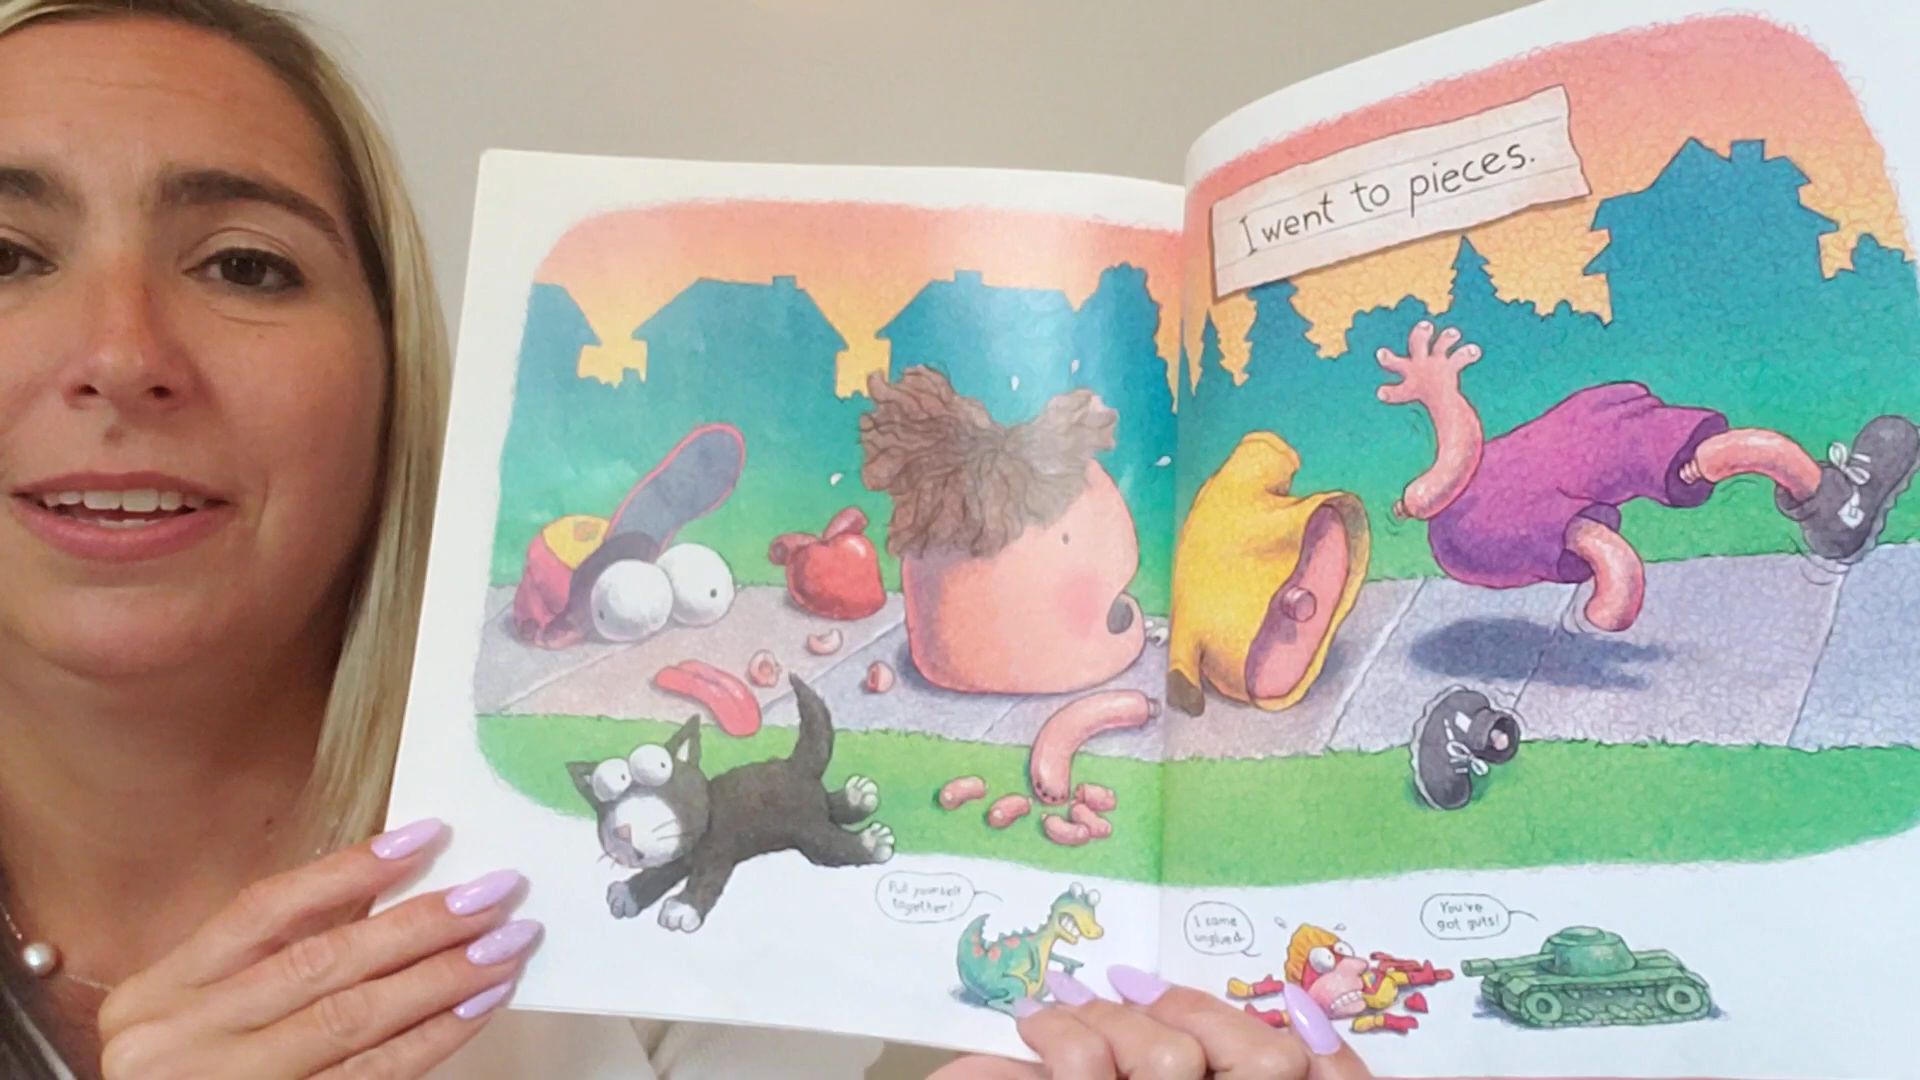 I went to pieces.
Pull yourself
together!
I came
unglued.
You've
got guts!